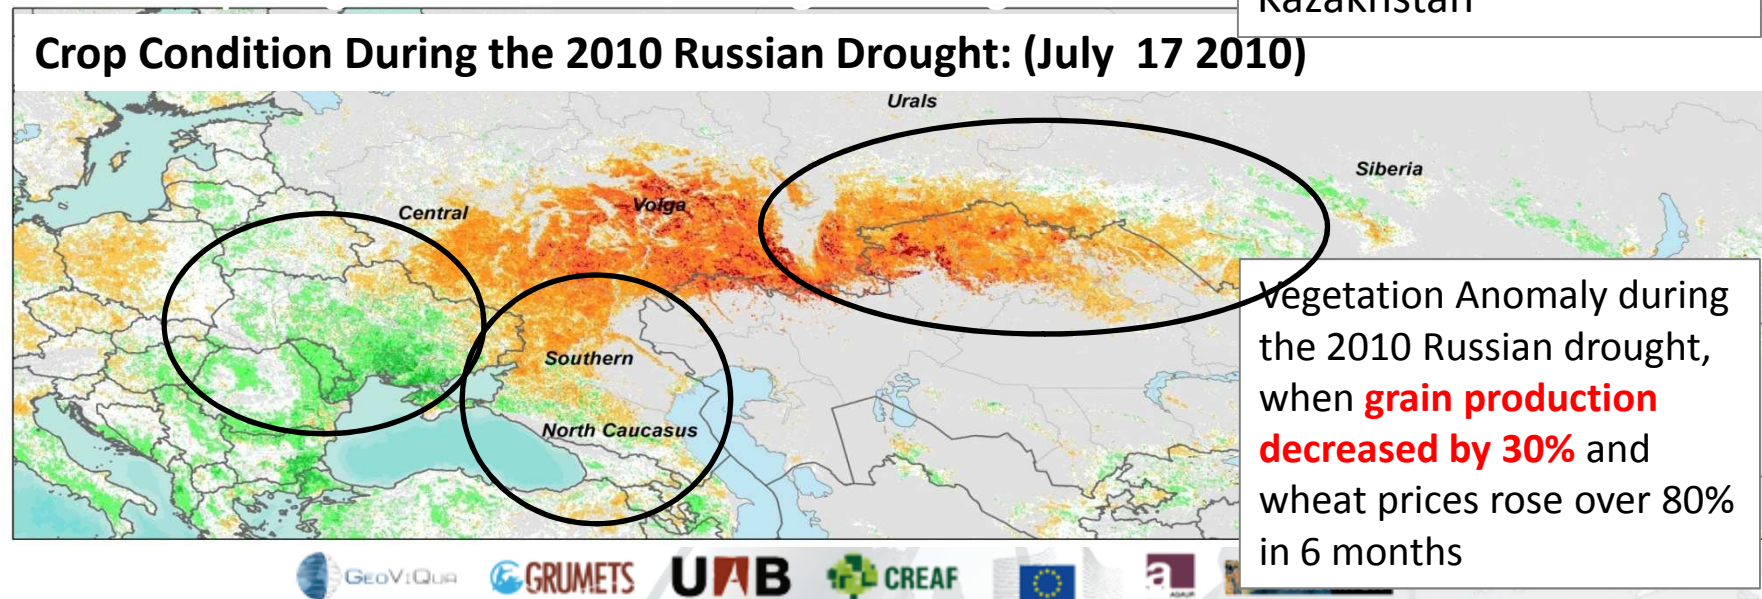 Kazakhstan
Crop Condition During the 2010 Russian Drought: (July 17 2010)
Urals
Siberia
Volga
Central
Southern
North Caucasus
Vegetation Anomaly during
the 2010 Russian drought,
when grain production
decreased by 30% and
wheat prices rose over 80%
in 6 months
GEOVIQUA
GRUMETS
UAB
CREAF
a
AGAUR